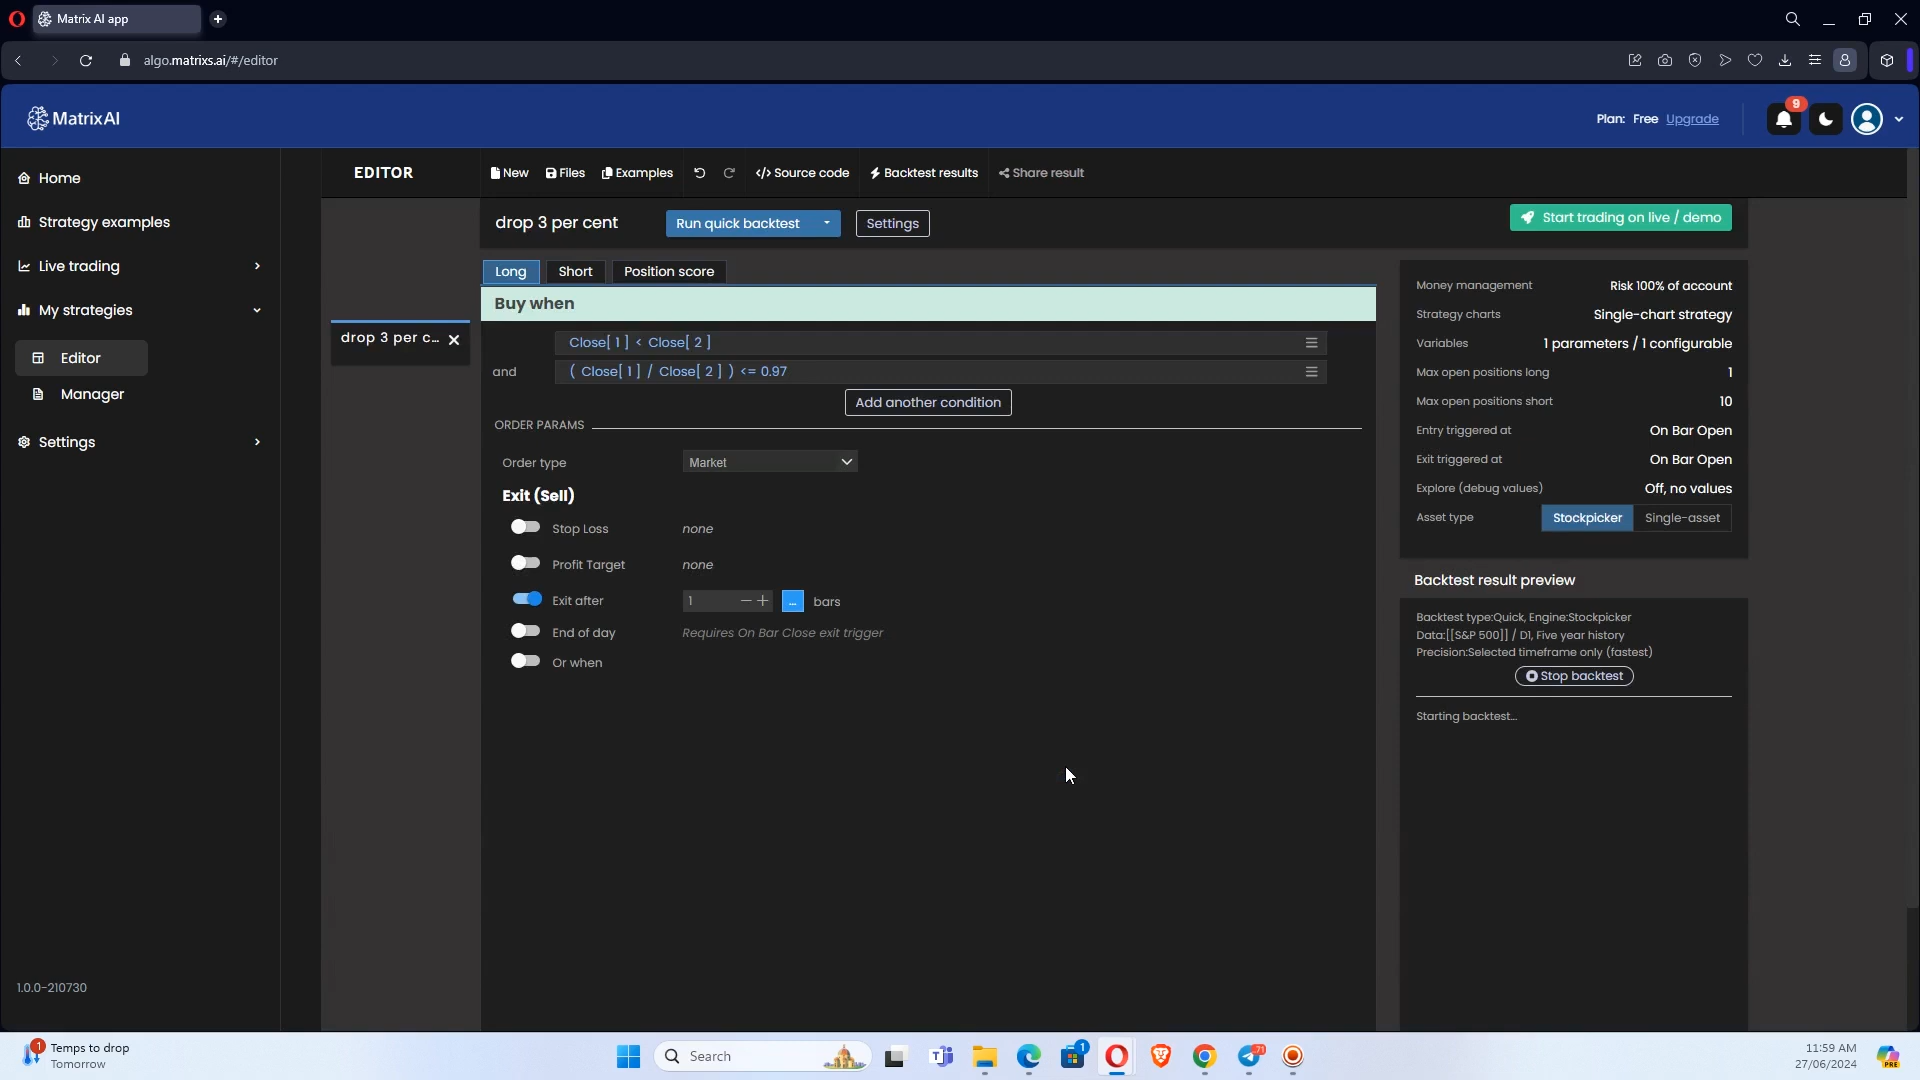 Matrix AI app
algo.matrixs.ai/#/editor
MatrixAI
Plan: Free Upgrade
9
Home
Strategy examples
Live trading
My strategies
Editor
Manager
Settings
1.0.0-210730
EDITOR
New
Files
Examples
</> Source code
Backtest results
Share result
drop 3 per c...
drop 3 per cent
Run quick backtest
Settings
Start trading on live / demo
Long
Short
Position score
Buy when
Close[ 1 ] < Close[ 2 ]
and
( Close[ 1 ] / Close[ 2 ] ) <= 0.97
Add another condition
ORDER PARAMS
Order type
Market
Exit (Sell)
Stop Loss none
Profit Target none
Exit after 1 ... bars
End of day Requires On Bar Close exit trigger
Or when
Money management Risk 100% of account
Strategy charts Single-chart strategy
Variables 1 parameters / 1 configurable
Max open positions long 1
Max open positions short 10
Entry triggered at On Bar Open
Exit triggered at On Bar Open
Explore (debug values) Off, no values
Asset type Stockpicker Single-asset
Backtest result preview
Backtest type:Quick, Engine:Stockpicker
Data:[[S&P 500]] / D1, Five year history
Precision:Selected timeframe only (fastest)
Stop backtest
Starting backtest...
1
Temps to drop
Tomorrow
Search
1
71
11:59 AM
27/06/2024
PRE